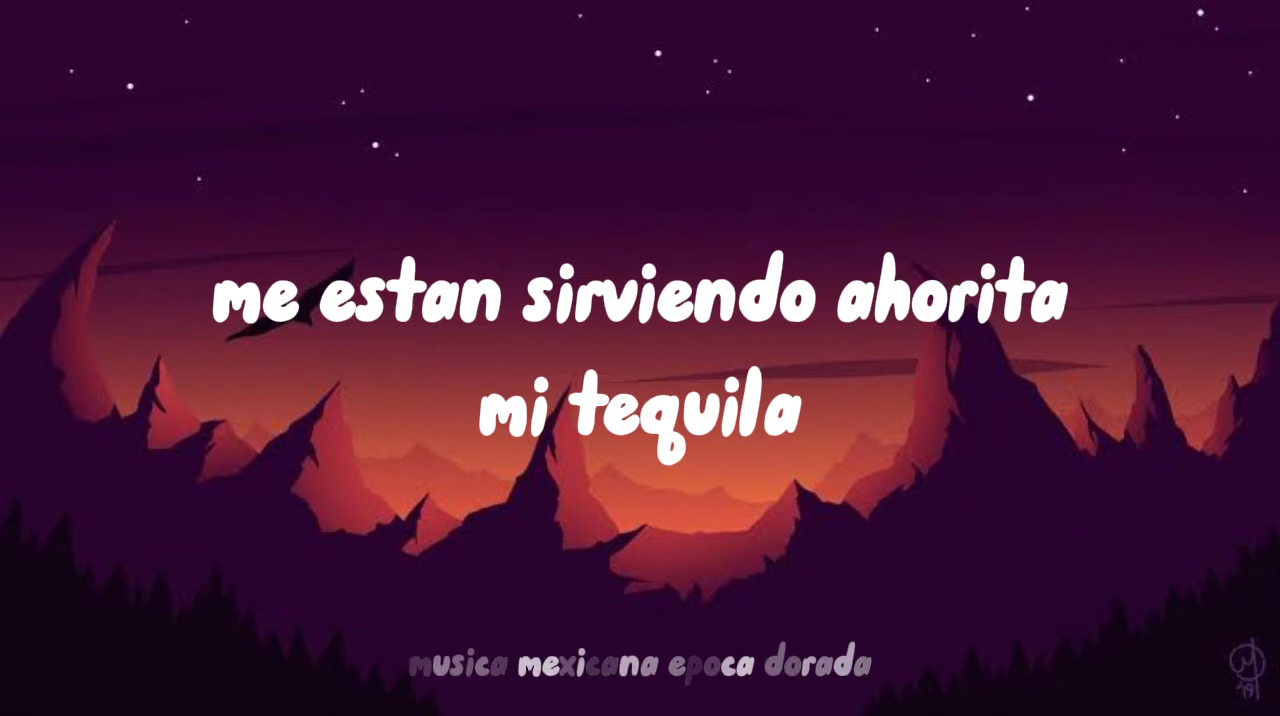 me estan sirviendo ahorita
mi tequila
musica mexicana epoca dorada